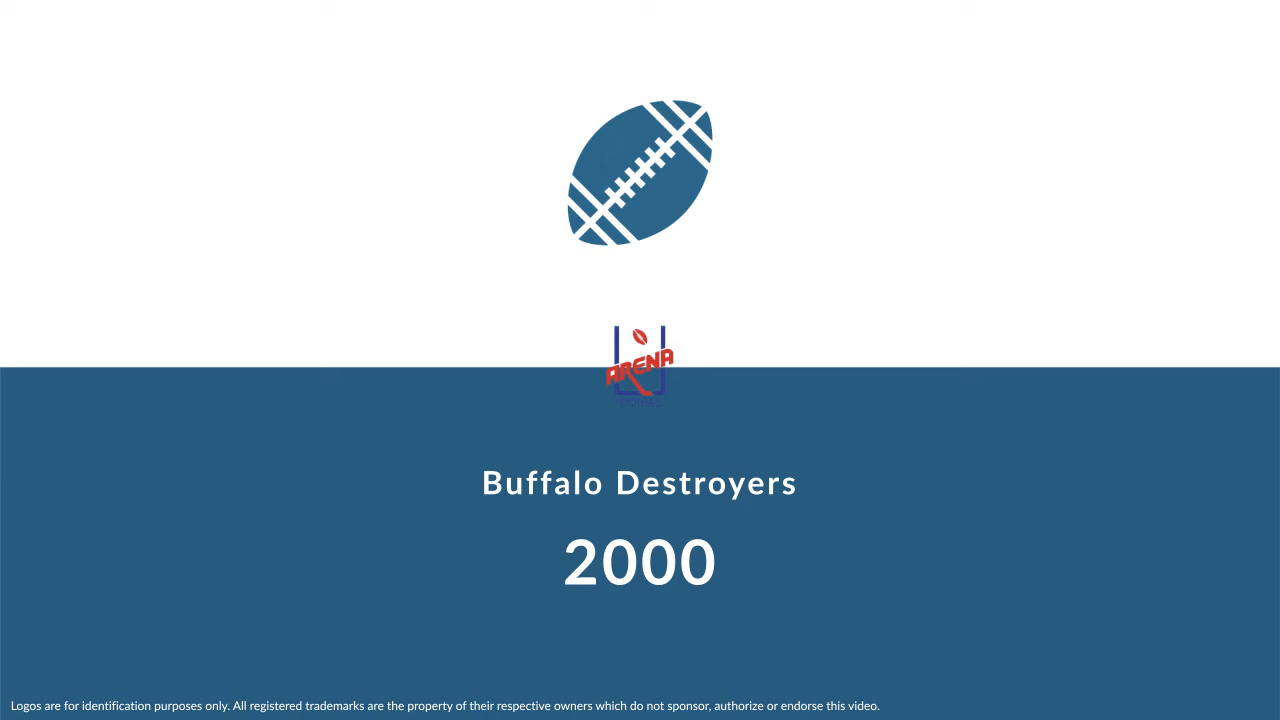 ARENA
Buffalo Destroyers
2000
Logos are for identification purposes only. All registered trademarks are the property of their respective owners which do not sponsor, authorize or endorse this video.